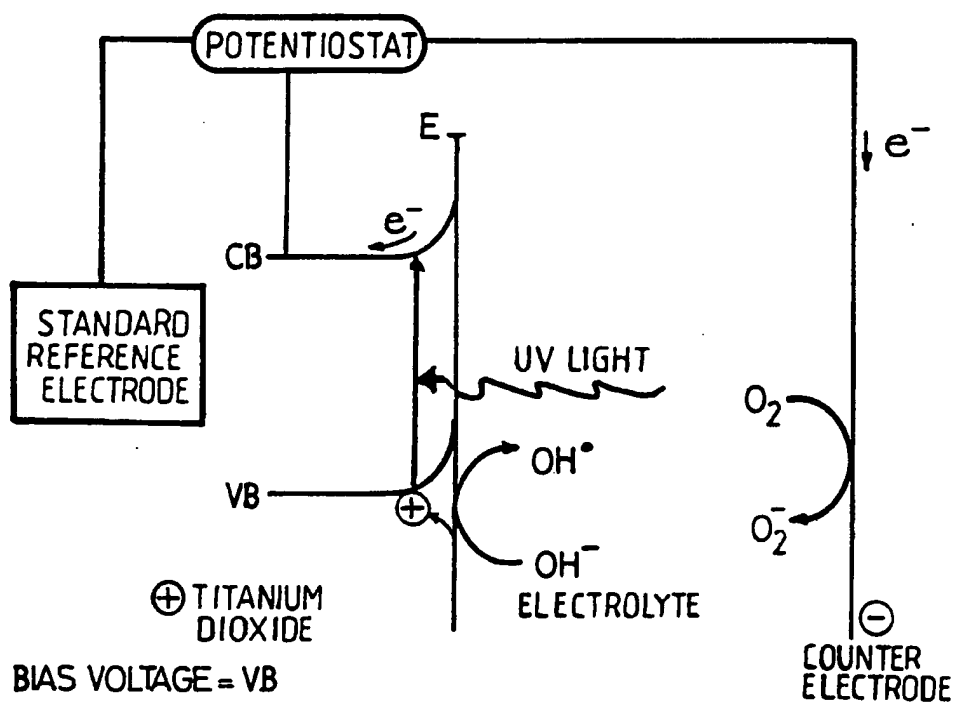 POTENTIOSTAT
E
e⁻
e⁻
CB
STANDARD
REFERENCE
ELECTRODE
UV LIGHT
O₂
OH•
VB
⊕
O₂⁻
OH⁻
ELECTROLYTE
⊕ TITANIUM
DIOXIDE
⊖
COUNTER
ELECTRODE
BIAS VOLTAGE = VB